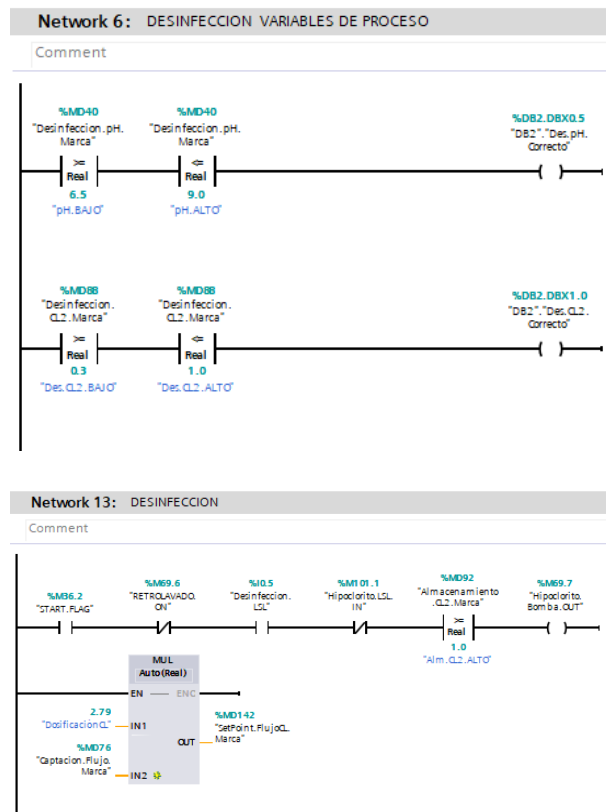 Network 6: DESINFECCION VARIABLES DE PROCESO
Comment
%MD40
"Desinfeccion.pH.
Marca"
>=
Real
6.5
"pH.BAJO"
%MD40
"Desinfeccion.pH.
Marca"
<=
Real
9.0
"pH.ALTO"
%DB2.DBX0.5
"DB2"."Des.pH.
Correcto"
%MD88
"Desinfeccion.
CL2.Marca"
>=
Real
0.3
"Des.CL2.BAJO"
%MD88
"Desinfeccion.
CL2.Marca"
<=
Real
1.0
"Des.CL2.ALTO"
%DB2.DBX1.0
"DB2"."Des.CL2.
Correcto"
Network 13: DESINFECCION
Comment
%M36.2
"START.FLAG"
%M69.6
"RETROLAVADO.
ON"
%I0.5
"Desinfeccion.
LSL"
%M101.1
"Hipoclorito.LSL.
IN"
%MD92
"Almacenamiento
.CL2.Marca"
>=
Real
1.0
"Alm.CL2.ALTO"
%M69.7
"Hipoclorito.
Bomba.OUT"
MUL
Auto(Real)
EN
ENO
2.79
"DosificaciónCL"
IN1
%MD76
"Captacion.Flujo.
Marca"
IN2
OUT
%MD142
"SetPoint.FlujoCL.
Marca"